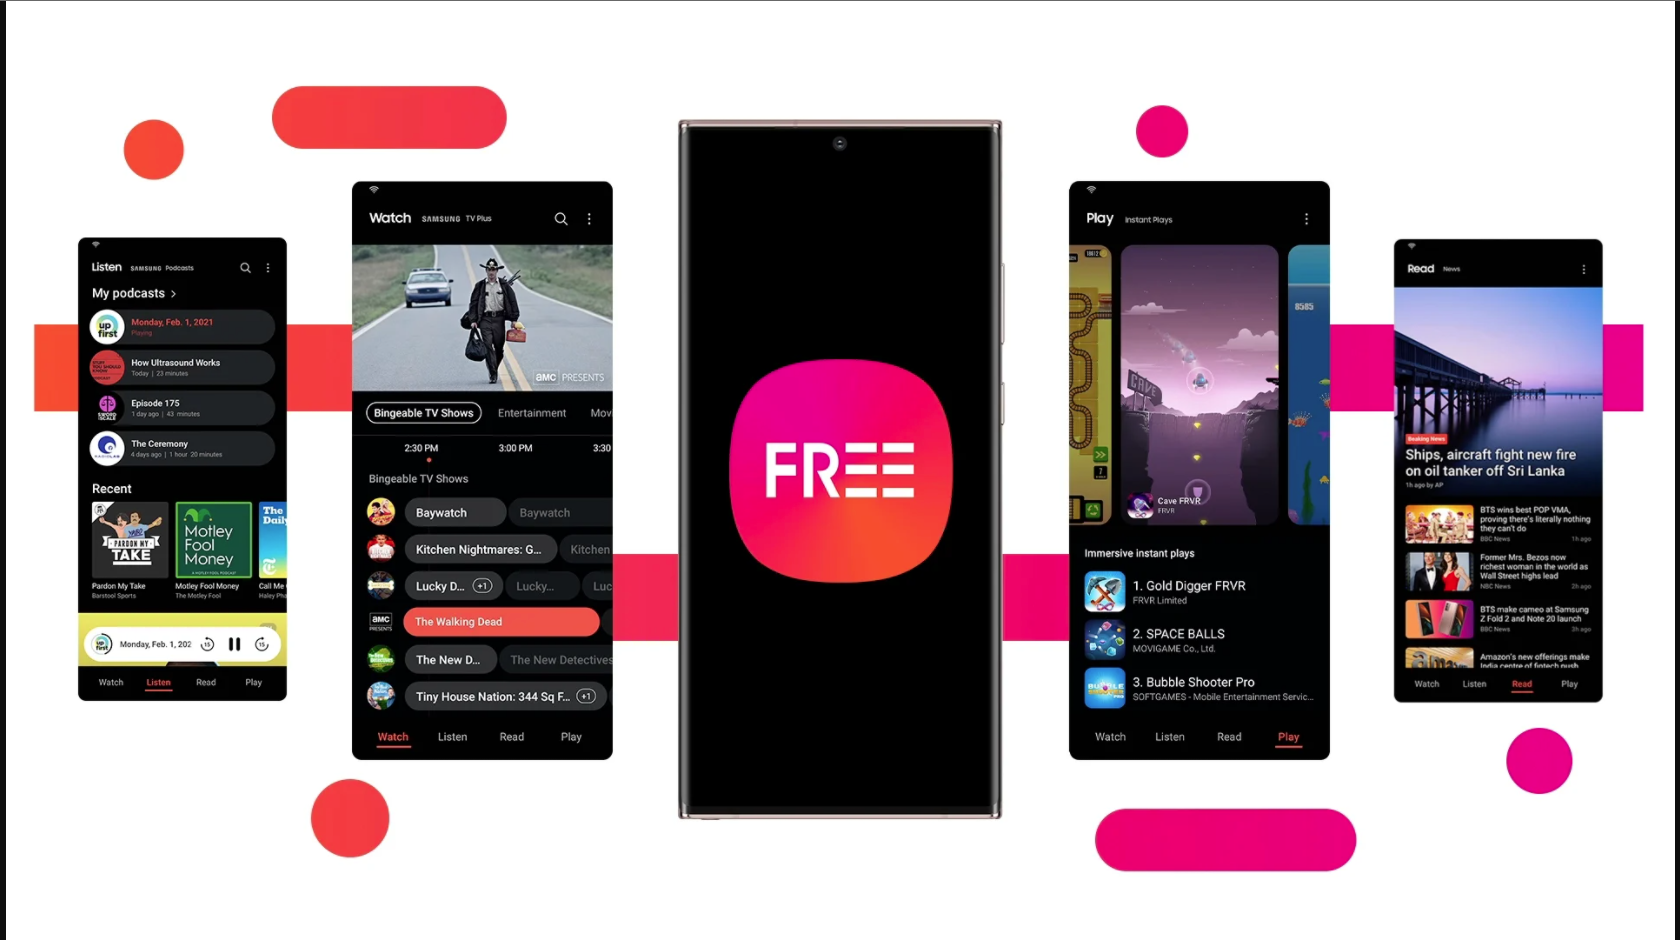 Listen SAMSUNG Podcasts
My podcasts >
up first
Monday, Feb. 1, 2021
Playing
How Ultrasound Works
Today | 23 minutes
Episode 175
1 day ago | 43 minutes
The Ceremony
4 days ago | 1 hour 20 minutes
Recent
PARDON MY
TAKE
Motley
Fool
Money
The
Daily
Pardon My Take
Barstool Sports
Motley Fool Money
The Motley Fool
Call Me
Haley Pha
up first
Monday, Feb. 1, 202
15
15
Watch Listen Read Play
Watch SAMSUNG TV Plus
aMC PRESENTS
Bingeable TV Shows Entertainment Mov
2:30 PM 3:00 PM 3:30
Bingeable TV Shows
Baywatch Baywatch
Kitchen Nightmares: G... Kitchen
Lucky D... +1 Lucky... Luc
aMC PRESENTS The Walking Dead
The New D... The New Detectives
Tiny House Nation: 344 Sq F... +1
Watch Listen Read Play
FREE
Play Instant Plays
8585
CAVE
7
Cave FRVR
FRVR
Immersive instant plays
1. Gold Digger FRVR
FRVR Limited
2. SPACE BALLS
MOVIGAME Co., Ltd.
3. Bubble Shooter Pro
SOFTGAMES - Mobile Entertainment Servic...
Watch Listen Read Play
Read News
Beaking News
Ships, aircraft fight new fire
on oil tanker off Sri Lanka
1h ago by AP
BTS wins best POP VMA,
proving there's literally nothing
they can't do
BBC News 1h ago
Former Mrs. Bezos now
richest woman in the world as
Wall Street highs lead
NBC News 2h ago
BTS make cameo at Samsung
Z Fold 2 and Note 20 launch
BBC News 3h ago
Amazon's new offerings make
India centre of fintech push
Watch Listen Read Play